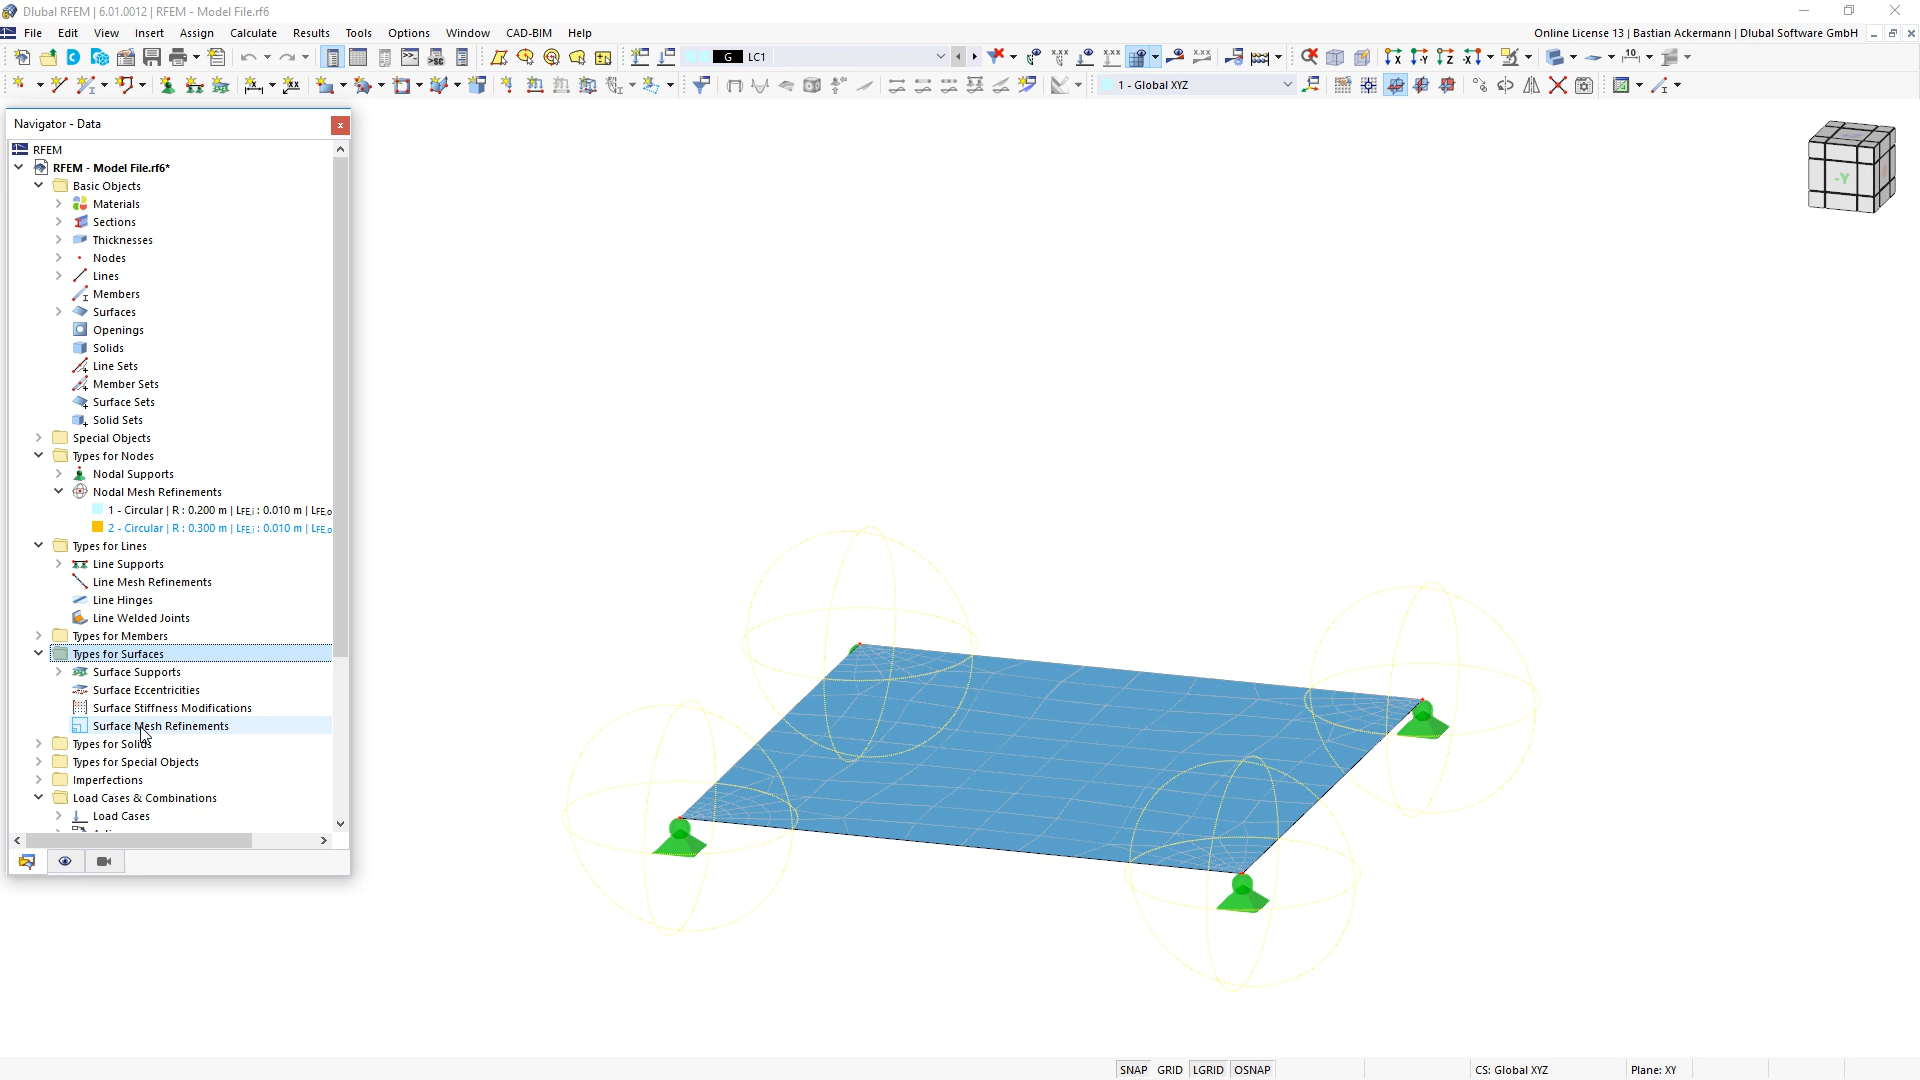 Dlubal RFEM | 6.01.0012 | RFEM - Model File.rf6
File Edit View Insert Assign Calculate Results Tools Options Window CAD-BIM Help
Online License 13 | Bastian Ackermann | Dlubal Software GmbH
G LC1
1 - Global XYZ
Navigator - Data
RFEM
RFEM - Model File.rf6*
Basic Objects
Materials
Sections
Thicknesses
Nodes
Lines
Members
Surfaces
Openings
Solids
Line Sets
Member Sets
Surface Sets
Solid Sets
Special Objects
Types for Nodes
Nodal Supports
Nodal Mesh Refinements
1 - Circular | R : 0.200 m | LFE,i : 0.010 m | LFE,o
2 - Circular | R : 0.300 m | LFE,i : 0.010 m | LFE,o
Types for Lines
Line Supports
Line Mesh Refinements
Line Hinges
Line Welded Joints
Types for Members
Types for Surfaces
Surface Supports
Surface Eccentricities
Surface Stiffness Modifications
Surface Mesh Refinements
Types for Solids
Types for Special Objects
Imperfections
Load Cases & Combinations
Load Cases
-Y
SNAP GRID LGRID OSNAP
CS: Global XYZ
Plane: XY